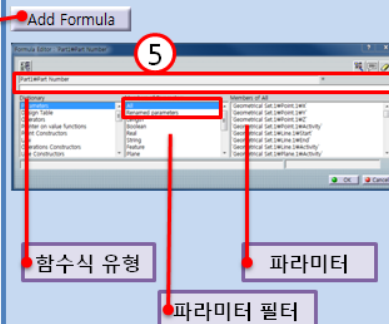 Add Formula
Formula Editor : Part1\Part Number
5
Part1\Part Number
Dictionary
Members of All
Parameters
All
Geometrical Set.1\Point.1\X
Design Table
Renamed parameters
Geometrical Set.1\Point.1\Y
Operators
Length
Geometrical Set.1\Point.1\Z
Pointer on value functions
Boolean
Geometrical Set.1\Point.1\Activity
Point Constructors
Real
Geometrical Set.1\Line.1\Start
String
Geometrical Set.1\Line.1\End
Operations Constructors
Feature
Geometrical Set.1\Line.1\Activity
Line Constructors
Plane
Geometrical Set.1\Plane.1\Activity
OK
Cancel
함수식 유형
파라미터
파라미터 필터